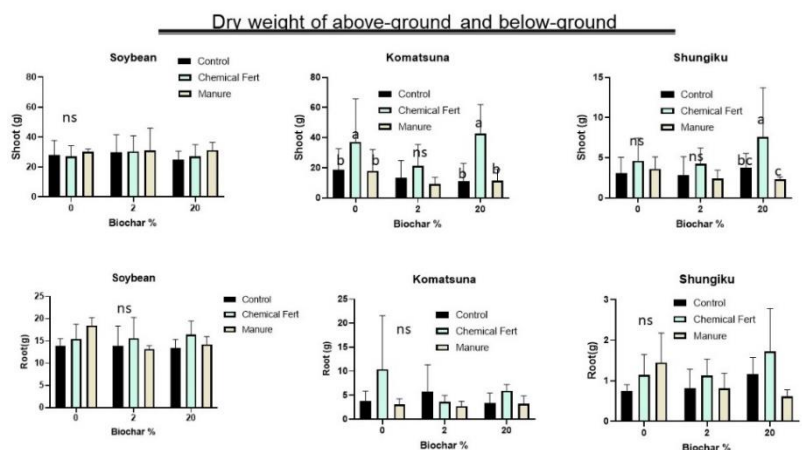 Dry weight of above-ground and below-ground
Soybean
Control
Chemical Fert
Manure
ns
Shoot (g)
80
60
40
20
0
0 2 20
Biochar %
Komatsuna
Control
Chemical Fert
Manure
Shoot (g)
80
60
40
20
0
b a b ns b a b
0 2 20
Biochar %
Shungiku
Control
Chemical Fert
Manure
Shoot (g)
15
10
5
0
ns ns bc a c
0 2 20
Biochar %
Soybean
Control
Chemical Fert
Manure
ns
Root(g)
25
20
15
10
5
0
0 2 20
Biochar %
Komatsuna
Control
Chemical Fert
Manure
ns
Root(g)
25
20
15
10
5
0
0 2 20
Biochar %
Shungiku
Control
Chemical Fert
Manure
ns
Root(g)
3
2
1
0
0 2 20
Biochar %